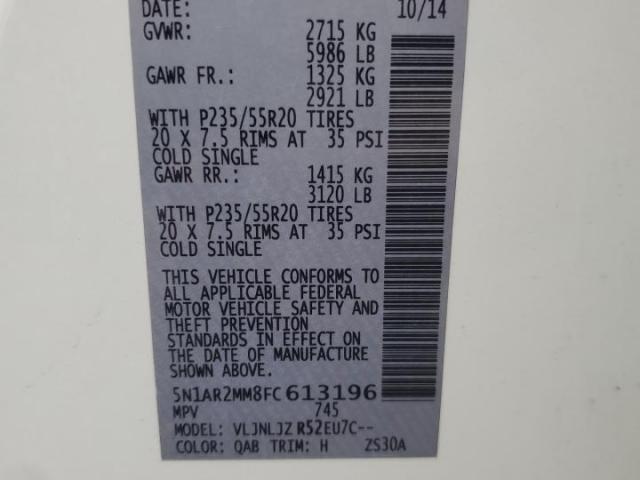 DATE: 10/14
GVWR: 2715 KG
5986 LB
GAWR FR.: 1325 KG
2921 LB
WITH P235/55R20 TIRES
20 X 7.5 RIMS AT 35 PSI
COLD SINGLE
GAWR RR.: 1415 KG
3120 LB
WITH P235/55R20 TIRES
20 X 7.5 RIMS AT 35 PSI
COLD SINGLE
THIS VEHICLE CONFORMS TO
ALL APPLICABLE FEDERAL
MOTOR VEHICLE SAFETY AND
THEFT PREVENTION
STANDARDS IN EFFECT ON
THE DATE OF MANUFACTURE
SHOWN ABOVE.
5N1AR2MM8FC613196
MPV 745
MODEL: VLJNLJZ R52EU7C--
COLOR: QAB TRIM: H ZS30A